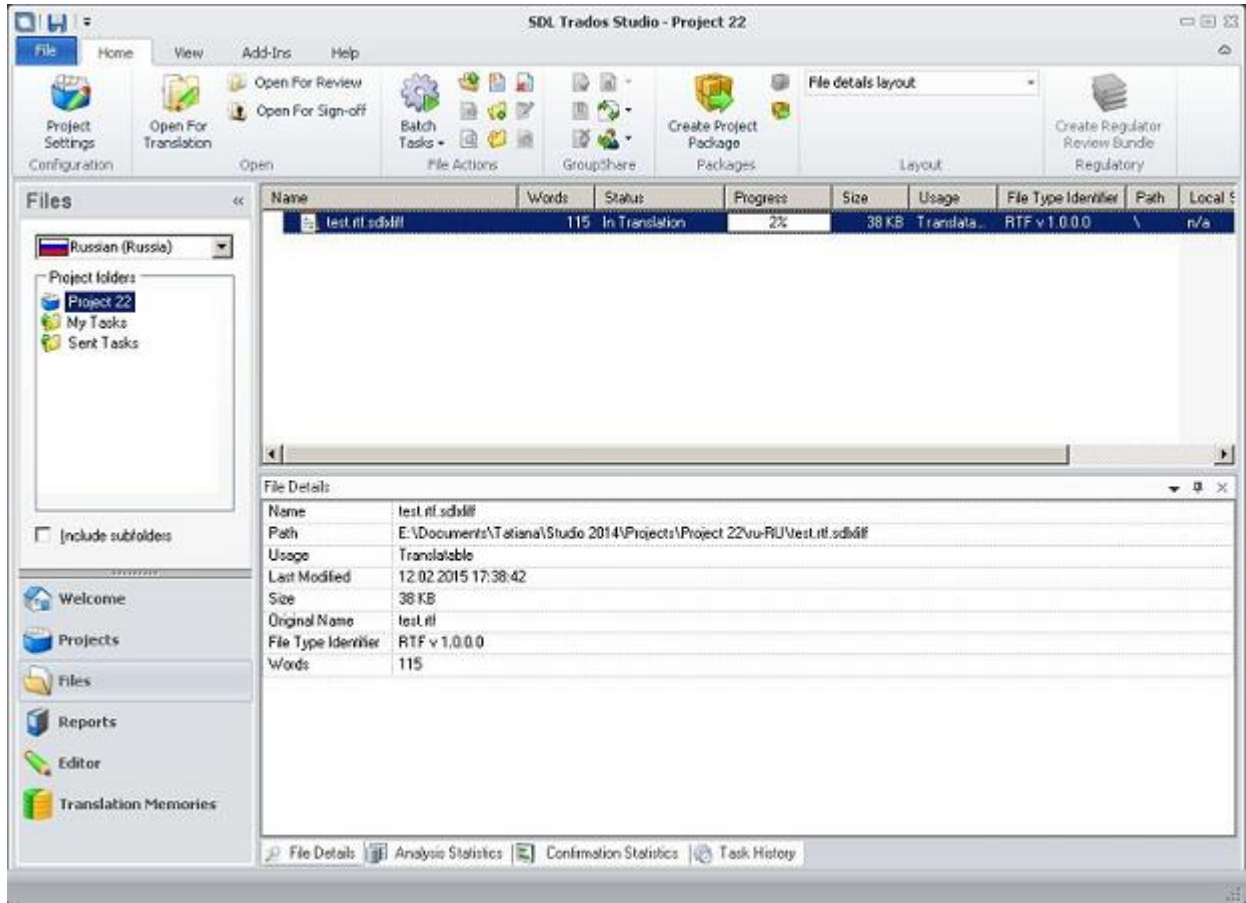 SDL Trados Studio - Project 22
File Home View Add-Ins Help
Project Settings
Open For Translation
Open For Review
Open For Sign-off
Batch Tasks
Create Project Package
File details layout
Create Regulator Review Bundle
Configuration Open File Actions GroupShare Packages Layout Regulatory
Files «
Russian (Russia)
Project folders
Project 22
My Tasks
Sent Tasks
Include subfolders
Welcome
Projects
Files
Reports
Editor
Translation Memories
Name Words Status Progress Size Usage File Type Identifier Path Local S
test.rtf.sdlxliff 115 In Translation 2% 38 KB Translata... RTF v 1.0.0.0 \ n/a
File Details
Name test.rtf.sdlxliff
Path E:\Documents\Tatiana\Studio 2014\Projects\Project 22\ru-RU\test.rtf.sdlxliff
Usage Translatable
Last Modified 12.02.2015 17:38:42
Size 38 KB
Original Name test.rtf
File Type Identifier RTF v 1.0.0.0
Words 115
File Details Analysis Statistics Confirmation Statistics Task History